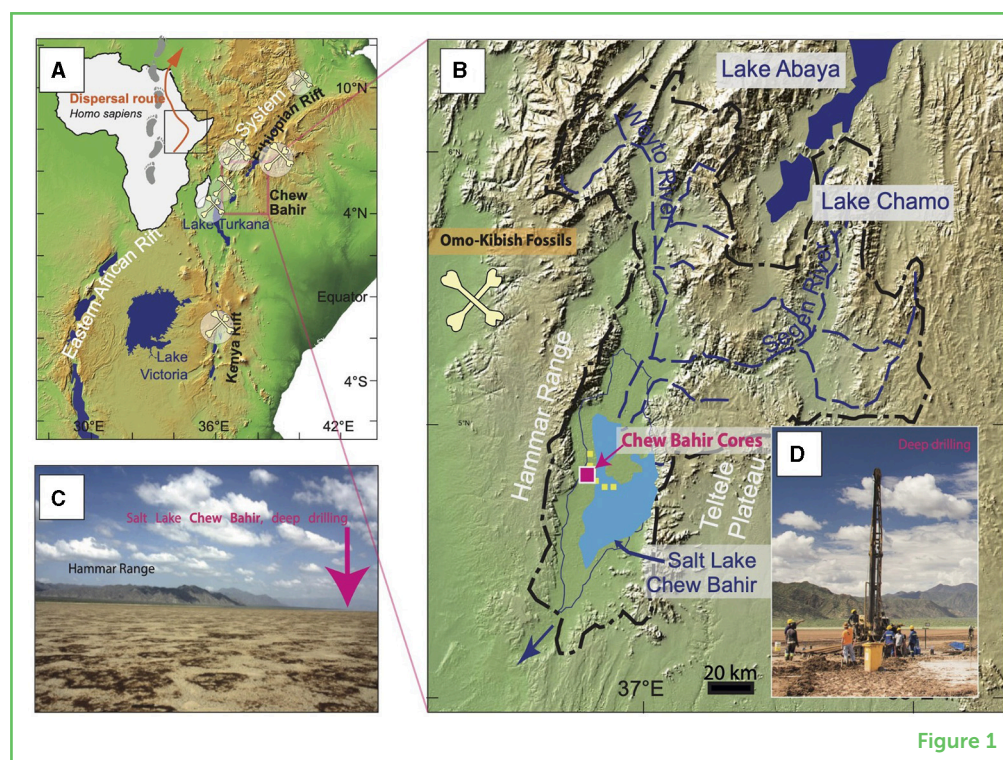 A
Dispersal route
Homo sapiens
10°N
System
Ethiopian Rift
Chew
Bahir
4°N
Lake Turkana
Eastern African Rift
Equator
Lake
Victoria
Kenya Rift
4°S
30°E
36°E
42°E
B
Lake Abaya
6°N
Weyto River
Lake Chamo
Omo-Kibish Fossils
Segen River
Hammar Range
5°N
Chew Bahir Cores
Teltele
Plateau
Salt Lake
Chew Bahir
20 km
37°E
C
Salt Lake Chew Bahir, deep drilling
Hammar Range
D
Deep drilling
Figure 1